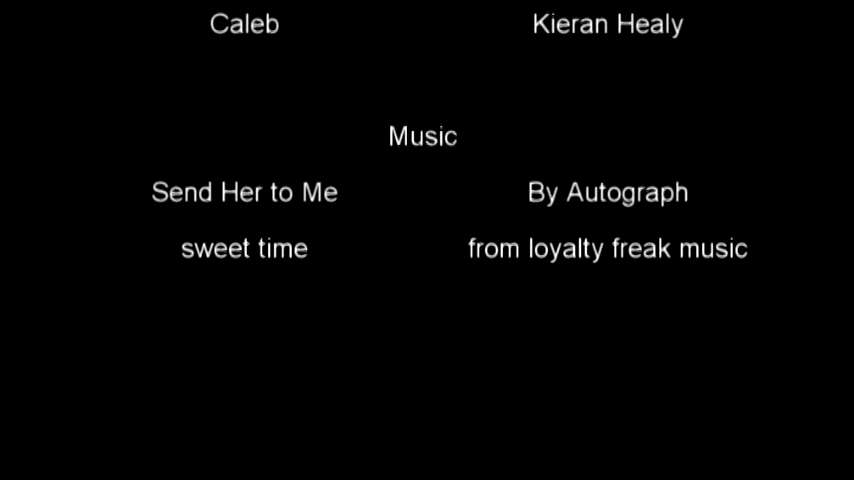 Caleb Kieran Healy
Music
Send Her to Me By Autograph
sweet time from loyalty freak music